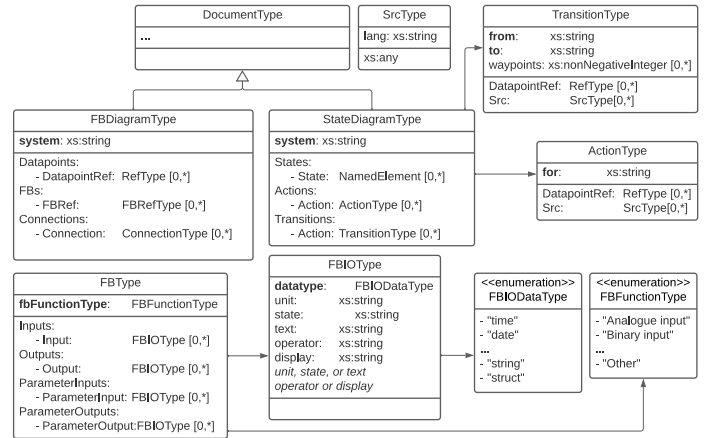 DocumentType
...
SrcType
lang: xs:string
xs:any
TransitionType
from: xs:string
to: xs:string
waypoints: xs:nonNegativeInteger [0,*]
DatapointRef: RefType [0,*]
Src: SrcType[0,*]
FBDiagramType
system: xs:string
Datapoints:
- DatapointRef: RefType [0,*]
FBs:
- FBRef: FBRefType [0,*]
Connections:
- Connection: ConnectionType [0,*]
StateDiagramType
system: xs:string
States:
- State: NamedElement [0,*]
Actions:
- Action: ActionType [0,*]
Transitions:
- Action: TransitionType [0,*]
ActionType
for: xs:string
DatapointRef: RefType [0,*]
Src: SrcType[0,*]
FBType
fbFunctionType: FBFunctionType
Inputs:
- Input: FBIOType [0,*]
Outputs:
- Output: FBIOType [0,*]
ParameterInputs:
- ParameterInput: FBIOType [0,*]
ParameterOutputs:
- ParameterOutput:FBIOType [0,*]
FBIOType
datatype: FBIODataType
unit: xs:string
state: xs:string
text: xs:string
operator: xs:string
display: xs:string
unit, state, or text
operator or display
<<enumeration>>
FBIODataType
- "time"
- "date"
...
- "string"
- "struct"
<<enumeration>>
FBFunctionType
- "Analogue input"
- "Binary input"
...
- "Other"